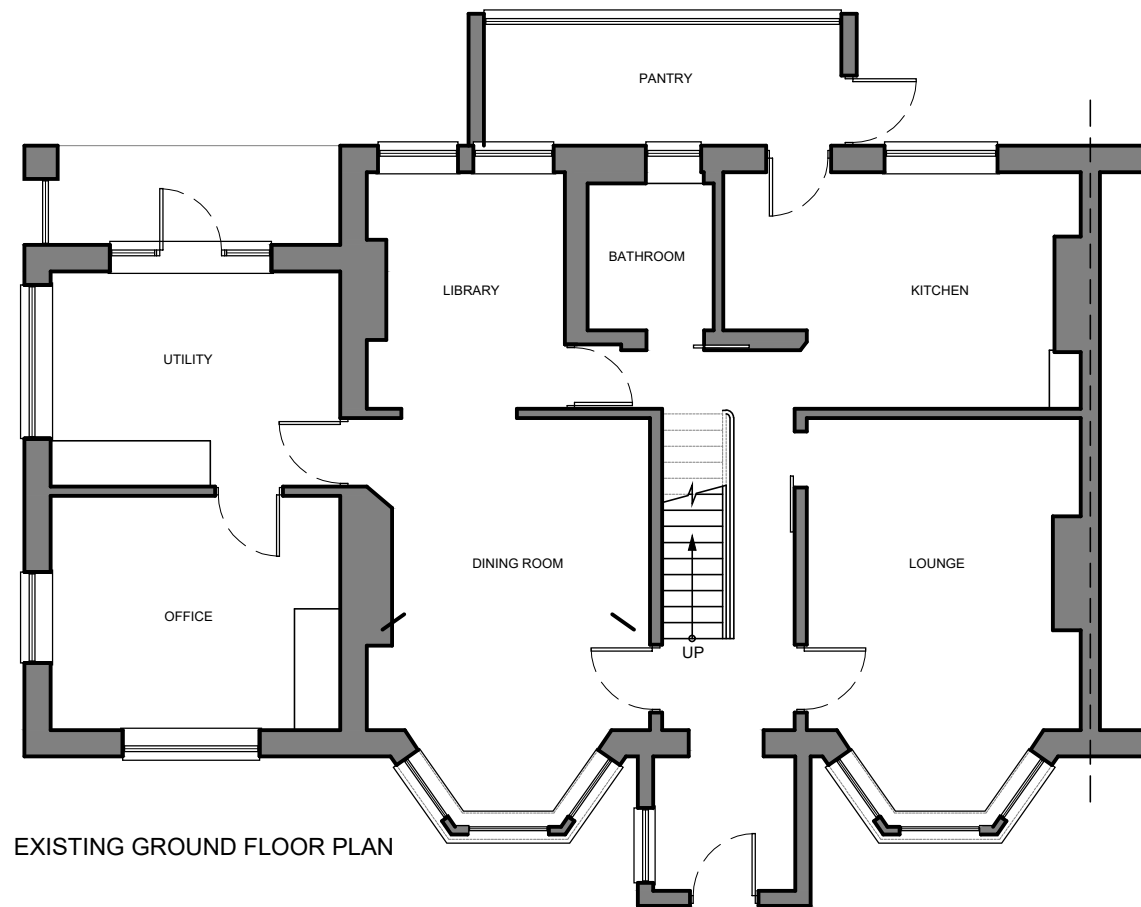 PANTRY
BATHROOM
LIBRARY
KITCHEN
UTILITY
DINING ROOM
LOUNGE
OFFICE
UP
EXISTING GROUND FLOOR PLAN